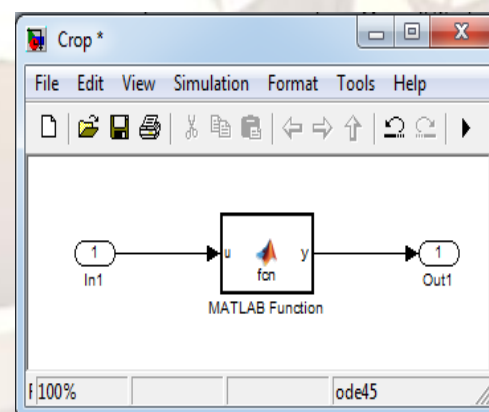 Crop *
File Edit View Simulation Format Tools Help
1
In1
u
fcn
y
MATLAB Function
1
Out1
100%
ode45